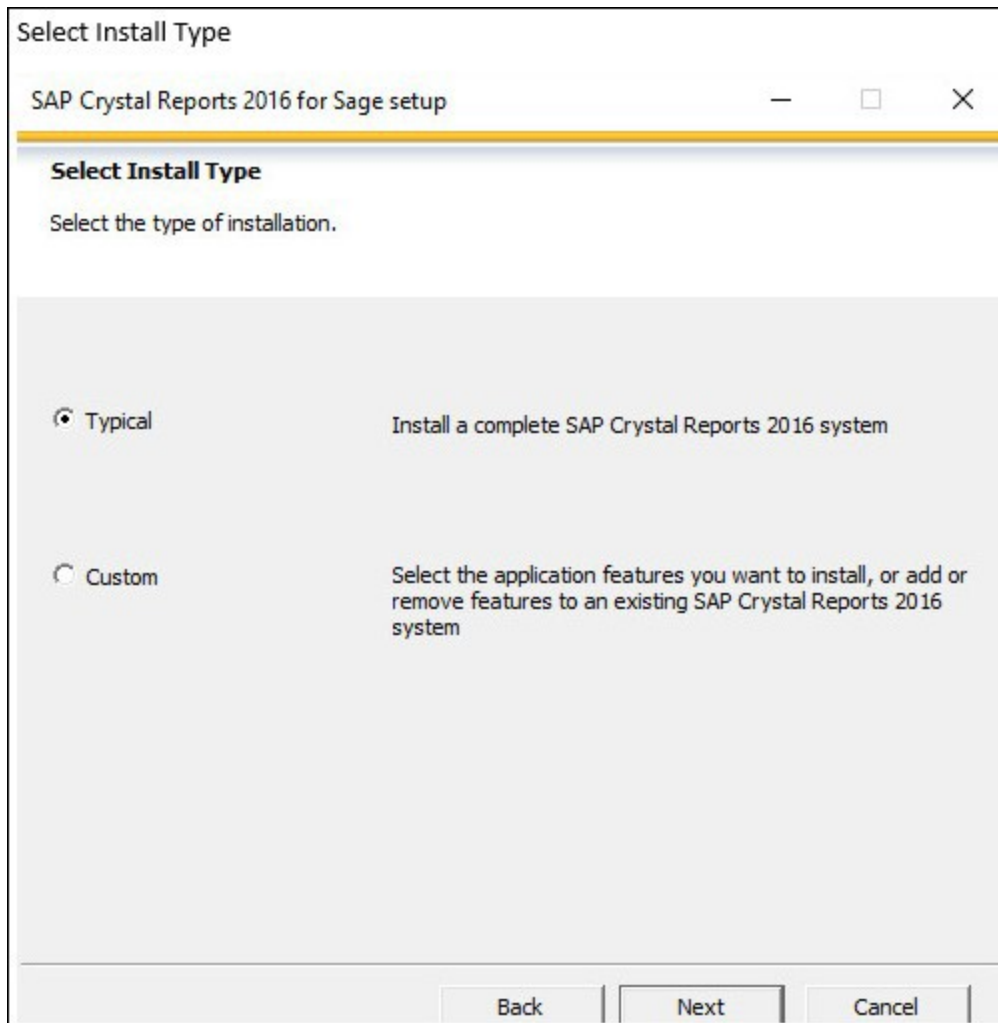 Select Install Type
SAP Crystal Reports 2016 for Sage setup
Select Install Type
Select the type of installation.
Typical
Install a complete SAP Crystal Reports 2016 system
Custom
Select the application features you want to install, or add or
remove features to an existing SAP Crystal Reports 2016
system
Back
Next
Cancel